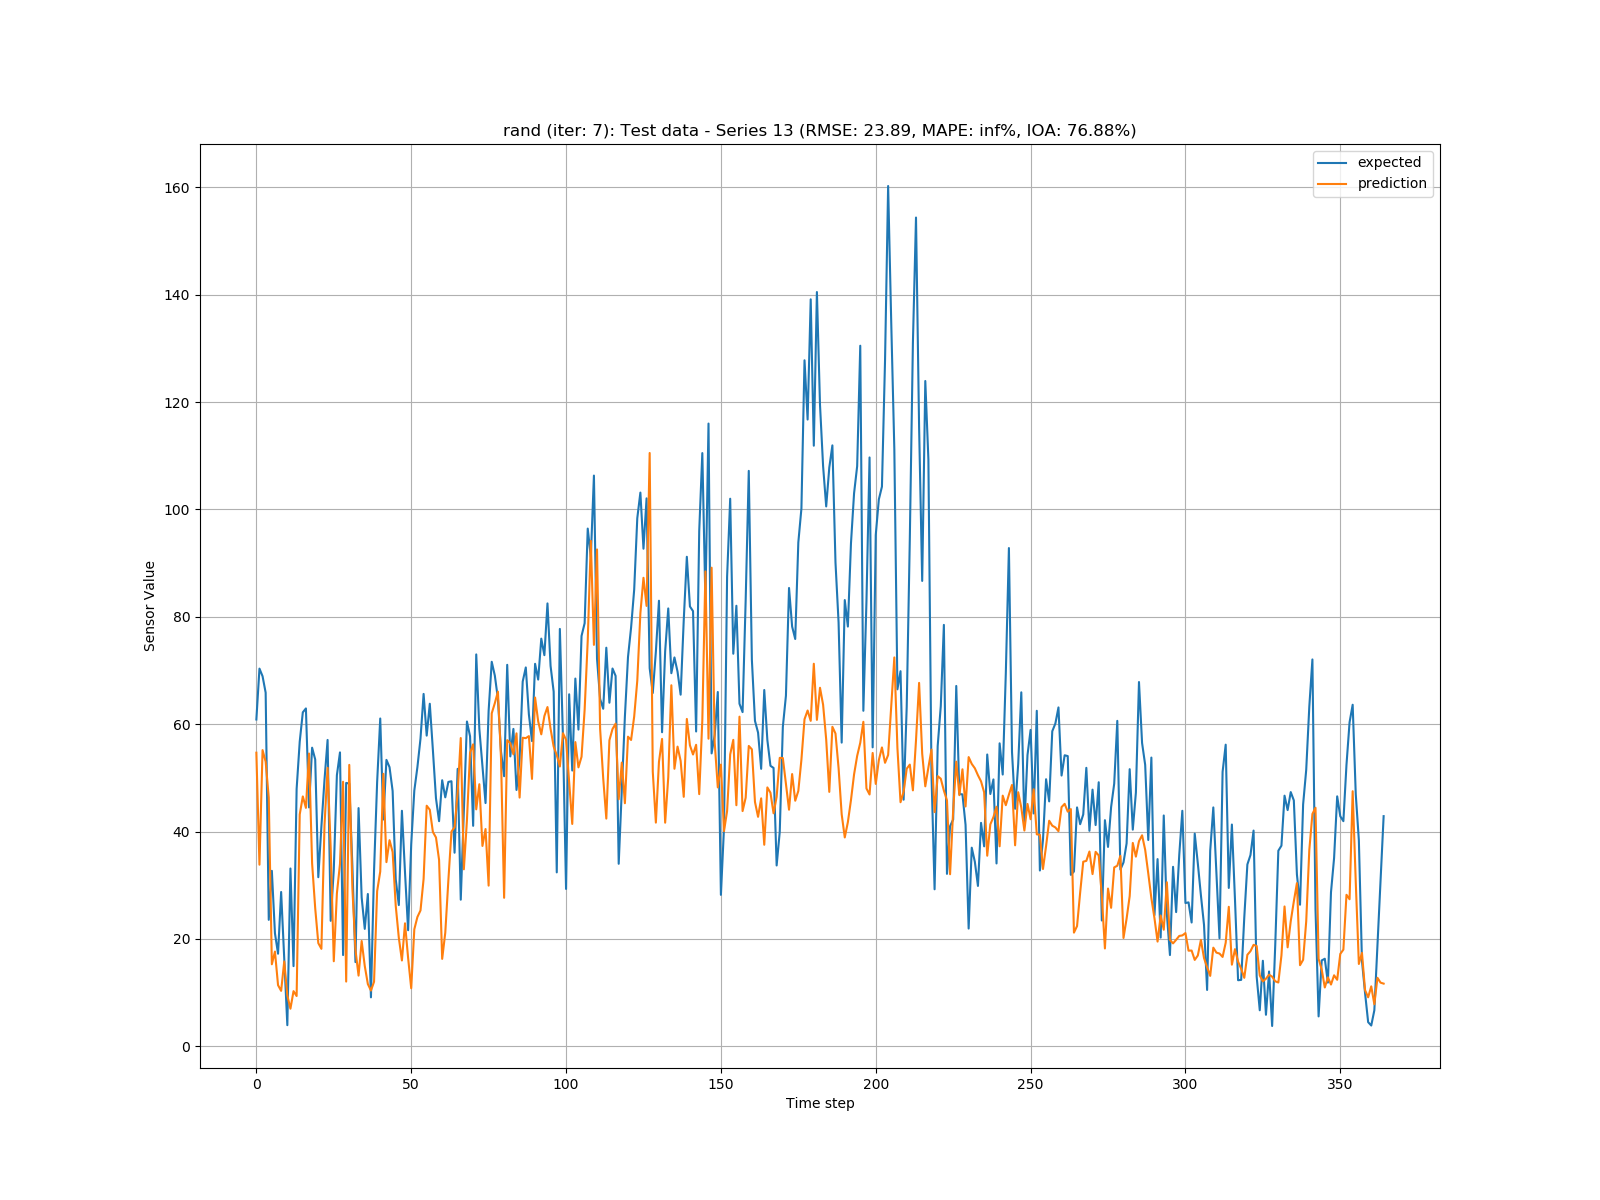 rand (iter: 7): Test data - Series 13 (RMSE: 23.89, MAPE: inf%, IOA: 76.88%)
expected
prediction
160
140
120
100
80
60
40
20
0
Sensor Value
0 50 100 150 200 250 300 350
Time step